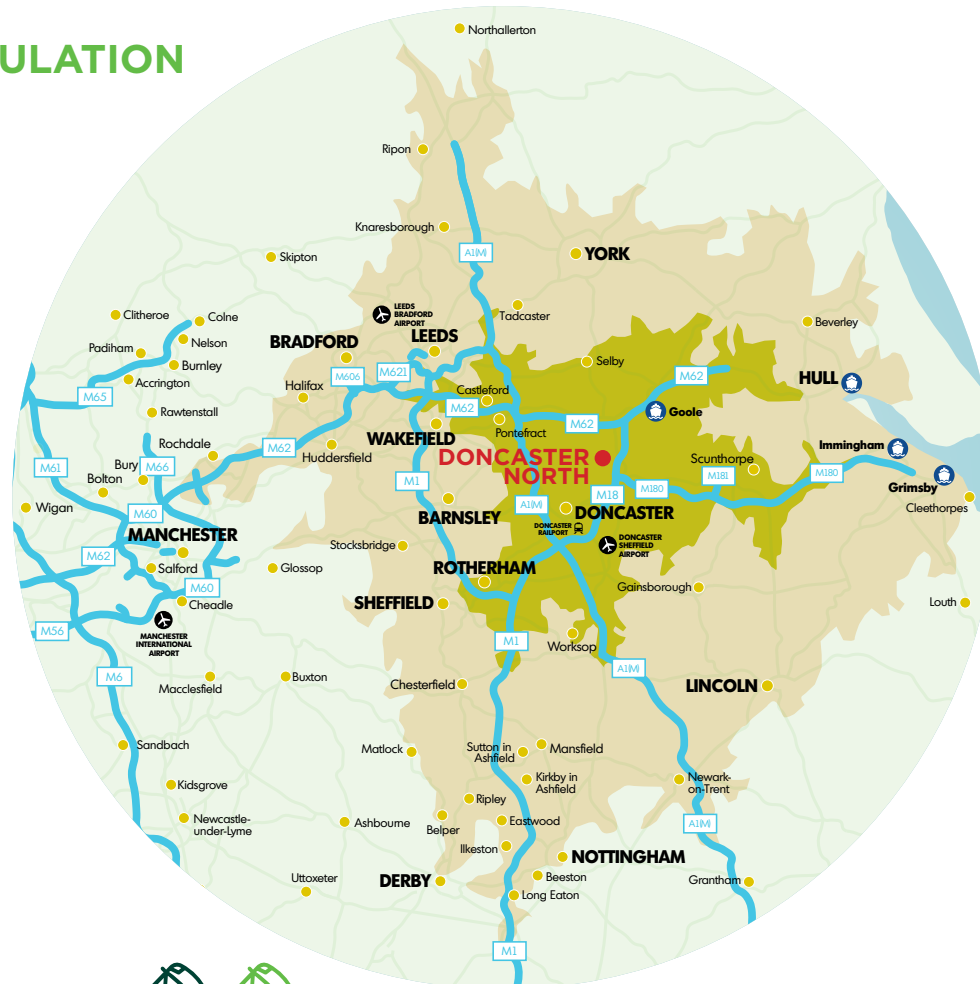 ULATION
Northallerton
Ripon
Knaresborough
A1(M)
YORK
Skipton
LEEDS
BRADFORD
AIRPORT
Tadcaster
Clitheroe
Colne
Beverley
Nelson
Padiham
BRADFORD
LEEDS
Burnley
Selby
Accrington
M606
M621
M62
HULL
Halifax
Castleford
M65
M62
Goole
Rawtenstall
Pontefract
M62
WAKEFIELD
Rochdale
M62
Huddersfield
Immingham
DONCASTER
NORTH
Scunthorpe
M61
Bury
M66
Bolton
M1
M181
M180
Grimsby
M180
M18
Wigan
M60
BARNSLEY
A1(M)
DONCASTER
Cleethorpes
MANCHESTER
DONCASTER
RAILPORT
Stocksbridge
DONCASTER
SHEFFIELD
AIRPORT
M62
Salford
Glossop
ROTHERHAM
M60
Gainsborough
Cheadle
SHEFFIELD
Louth
M56
MANCHESTER
INTERNATIONAL
AIRPORT
M1
Worksop
A1(M)
M6
Macclesfield
Buxton
Chesterfield
LINCOLN
Sandbach
Matlock
Sutton in
Ashfield
Mansfield
Kidsgrove
Kirkby in
Ashfield
Newark-
on-Trent
Ripley
Newcastle-
under-Lyme
Ashbourne
Belper
Eastwood
A1(M)
Ilkeston
NOTTINGHAM
Uttoxeter
DERBY
Beeston
Grantham
Long Eaton
M1